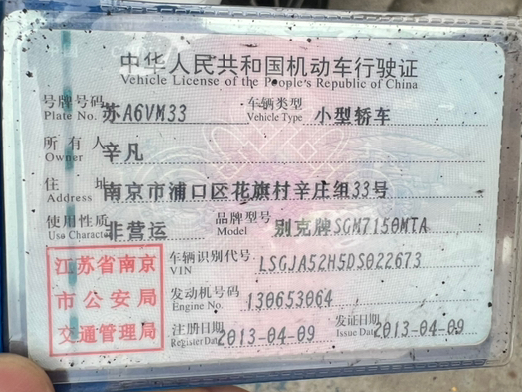 中华人民共和国机动车行驶证
Vehicle License of the People's Republic of China
号牌号码 苏A6VM33 车辆类型 小型轿车
Plate No. Vehicle Type
所有人 辛凡
Owner
住址 南京市浦口区花旗村辛庄组33号
Address
使用性质 非营运 品牌型号 别克牌SGM7150MTA
Use Character Model
江苏省南京
市公安局
交通管理局
车辆识别代号 LSGJA52H5DS022673
VIN
发动机号码 130653064
Engine No.
注册日期 2013-04-09 发证日期 2013-04-09
Register Date Issue Date